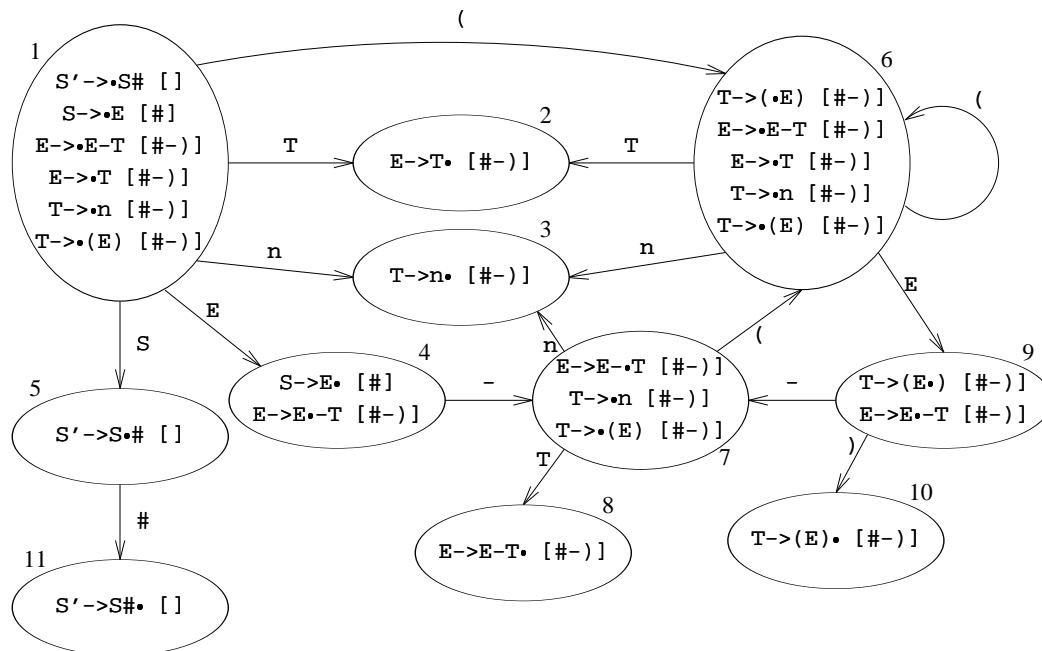 1
S'->•S# []
S->•E [#]
E->•E-T [#-)]
E->•T [#-)]
T->•n [#-)]
T->•(E) [#-)]
(
T
2
E->T• [#-)]
T
6
T->(•E) [#-)]
E->•E-T [#-)]
E->•T [#-)]
T->•n [#-)]
T->•(E) [#-)]
(
n
3
T->n• [#-)]
n
E
S
E
4
S->E• [#]
E->E•-T [#-)]
-
n
(
E->E-•T [#-)]
T->•n [#-)]
T->•(E) [#-)]
7
-
9
T->(E•) [#-)]
E->E•-T [#-)]
5
S'->S•# []
T
8
E->E-T• [#-)]
)
10
T->(E)• [#-)]
#
11
S'->S#• []